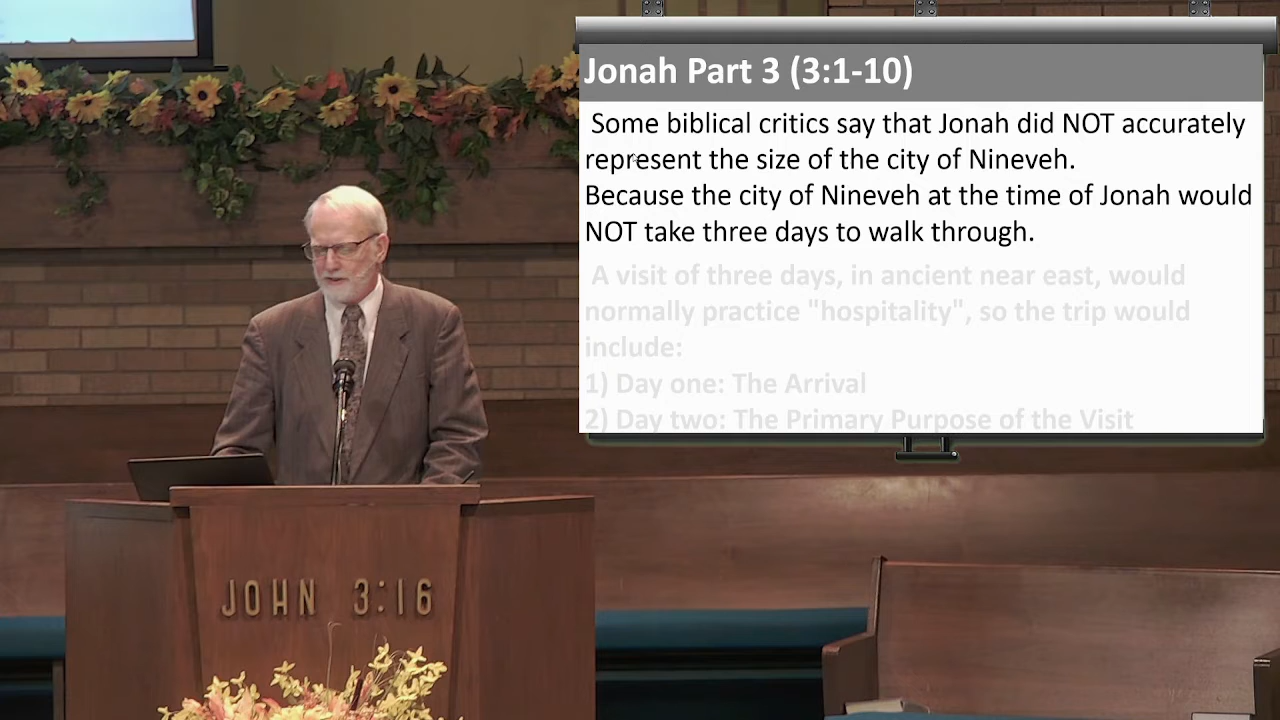 Jonah Part 3 (3:1-10)
Some biblical critics say that Jonah did NOT accurately
represent the size of the city of Nineveh.
Because the city of Nineveh at the time of Jonah would
NOT take three days to walk through.
A visit of three days, in ancient near east, would
normally practice "hospitality", so the trip would
include:
1) Day one: The Arrival
2) Day two: The Primary Purpose of the Visit
JOHN 3:16